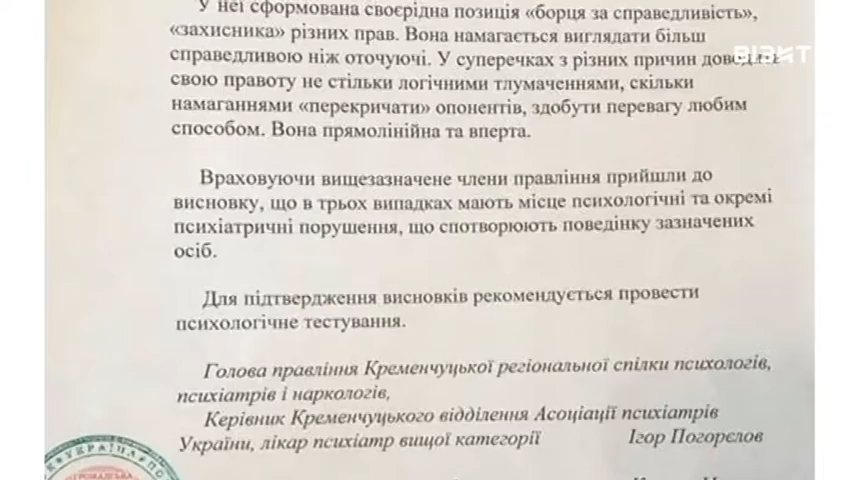 У неї сформована своєрідна позиція «борця за справедливість»,
«захисника» різних прав. Вона намагається виглядати більш
справедливою ніж оточуючі. У суперечках з різних причин
ВІЗИТ
свою правоту не стільки логічними тлумаченнями, скільки
намаганнями «перекричати» опонентів, здобути перевагу любим
способом. Вона прямолінійна та вперта.
Враховуючи вищезазначене члени правління прийшли до
висновку, що в трьох випадках мають місце психологічні та окремі
психіатричні порушення, що спотворюють поведінку зазначених
осіб.
Для підтвердження висновків рекомендується провести
психологічне тестування.
Голова правління Кременчуцької регіональної спілки психологів,
психіатрів і наркологів,
Керівник Кременчуцького відділення Асоціації психіатрів
України, лікар психіатр вищої категорії Ігор Погорєлов
УКРАЇНА